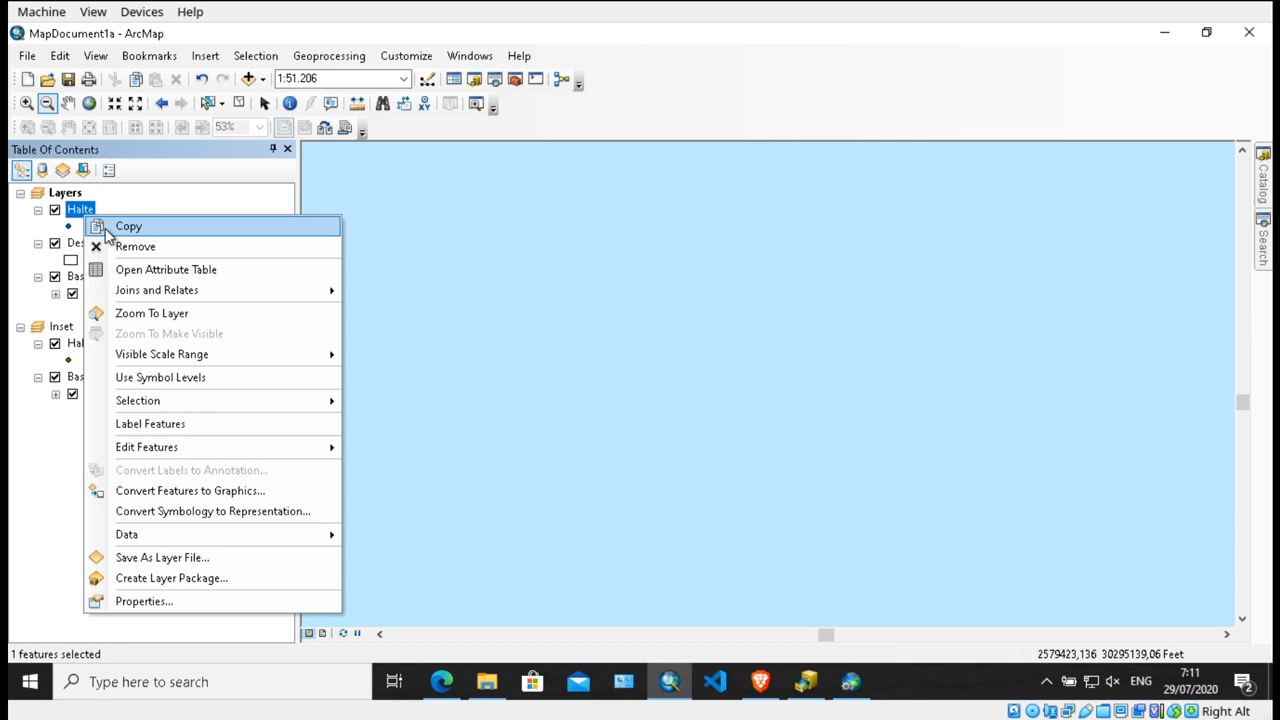 Machine View Devices Help
MapDocument1a - ArcMap
File Edit View Bookmarks Insert Selection Geoprocessing Customize Windows Help
1:51.206
53%
Table Of Contents
Layers
Halte
Copy
Des
Remove
Open Attribute Table
Bas
Joins and Relates
Zoom To Layer
Inset
Zoom To Make Visible
Hal
Visible Scale Range
Bas
Use Symbol Levels
Selection
Label Features
Edit Features
Convert Labels to Annotation...
Convert Features to Graphics...
Convert Symbology to Representation...
Data
Save As Layer File...
Create Layer Package...
Properties...
Catalog
Search
1 features selected
2579423,136 30295139,06 Feet
Type here to search
ENG
7:11
29/07/2020
2
Right Alt